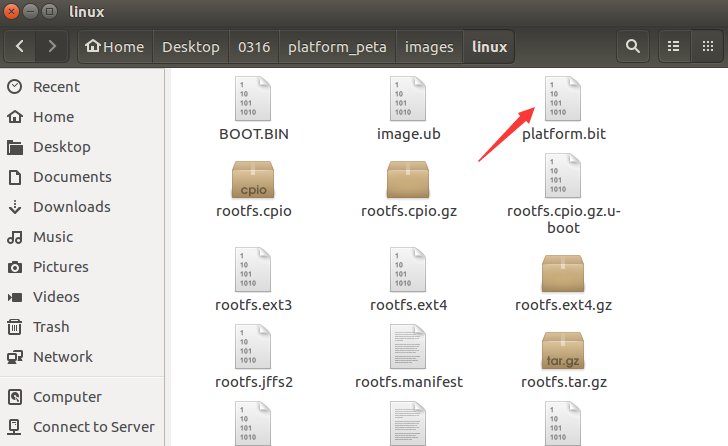 linux
Home
Desktop
0316
platform_peta
images
linux
Recent
Home
Desktop
Documents
Downloads
Music
Pictures
Videos
Trash
Network
Computer
Connect to Server
1
10
101
1010
BOOT.BIN
1
10
101
1010
image.ub
1
10
101
1010
platform.bit
cpio
rootfs.cpio
rootfs.cpio.gz
1
10
101
1010
rootfs.cpio.gz.u-
boot
1
10
101
1010
rootfs.ext3
1
10
101
1010
rootfs.ext4
rootfs.ext4.gz
1
10
101
1010
rootfs.jffs2
rootfs.manifest
tar.gz
rootfs.tar.gz
1
10
101
1010
1
10
101
1010